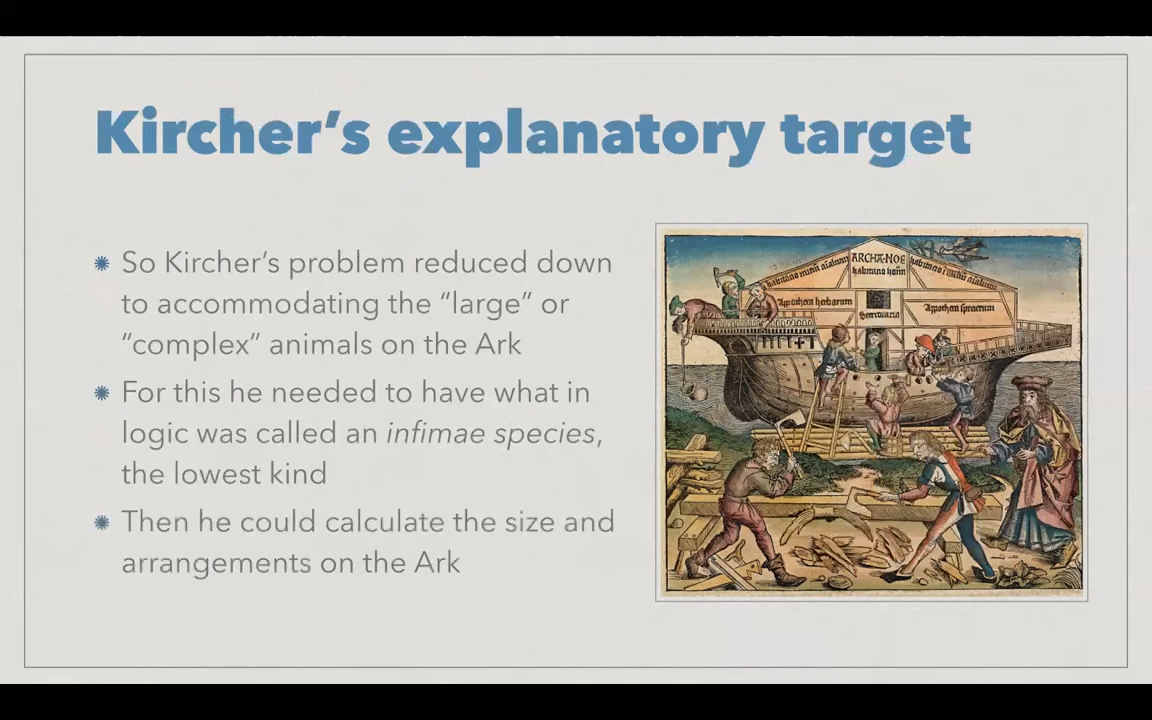 Kircher's explanatory target
So Kircher's problem reduced down
to accommodating the "large" or
"complex" animals on the Ark
For this he needed to have what in
logic was called an infimae species,
the lowest kind
Then he could calculate the size and
arrangements on the Ark
ARCHA·NOE